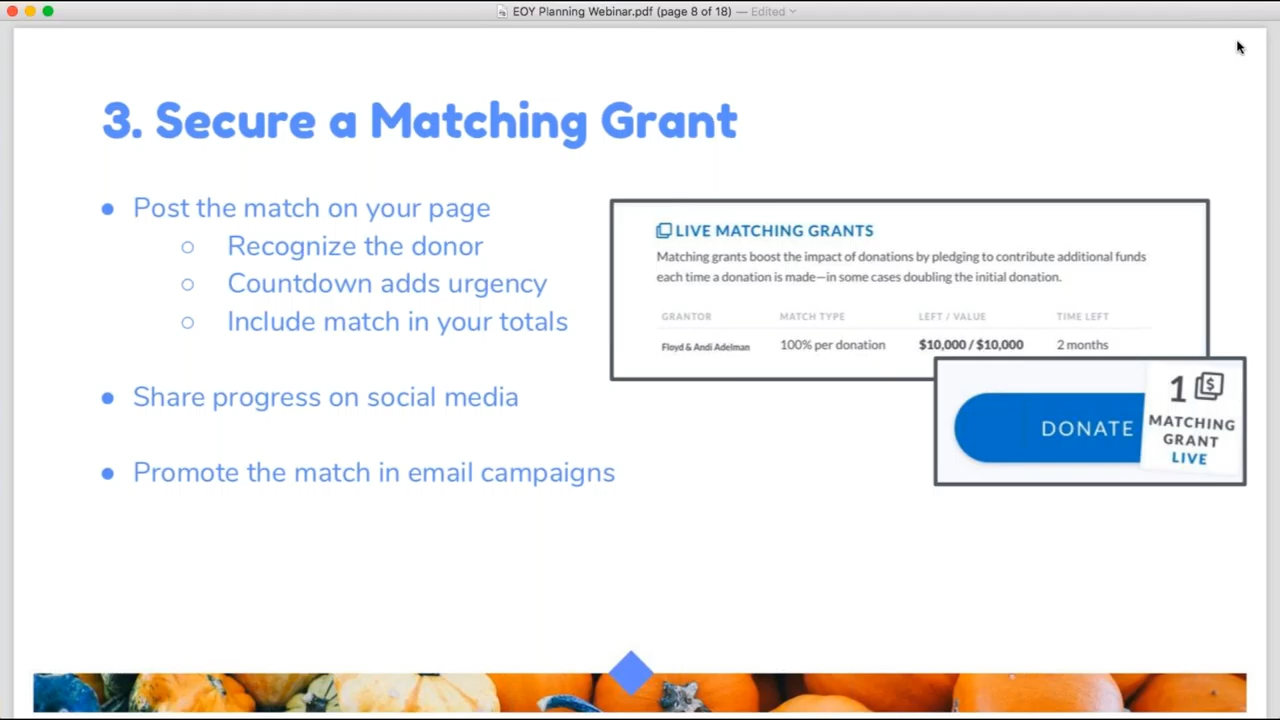 EOY Planning Webinar.pdf (page 8 of 18) — Edited
3. Secure a Matching Grant
● Post the match on your page
○ Recognize the donor
○ Countdown adds urgency
○ Include match in your totals
● Share progress on social media
● Promote the match in email campaigns
LIVE MATCHING GRANTS
Matching grants boost the impact of donations by pledging to contribute additional funds
each time a donation is made—in some cases doubling the initial donation.
GRANTOR MATCH TYPE LEFT / VALUE TIME LEFT
Floyd & Andi Adelman 100% per donation $10,000 / $10,000 2 months
DONATE
1 $
MATCHING
GRANT
LIVE